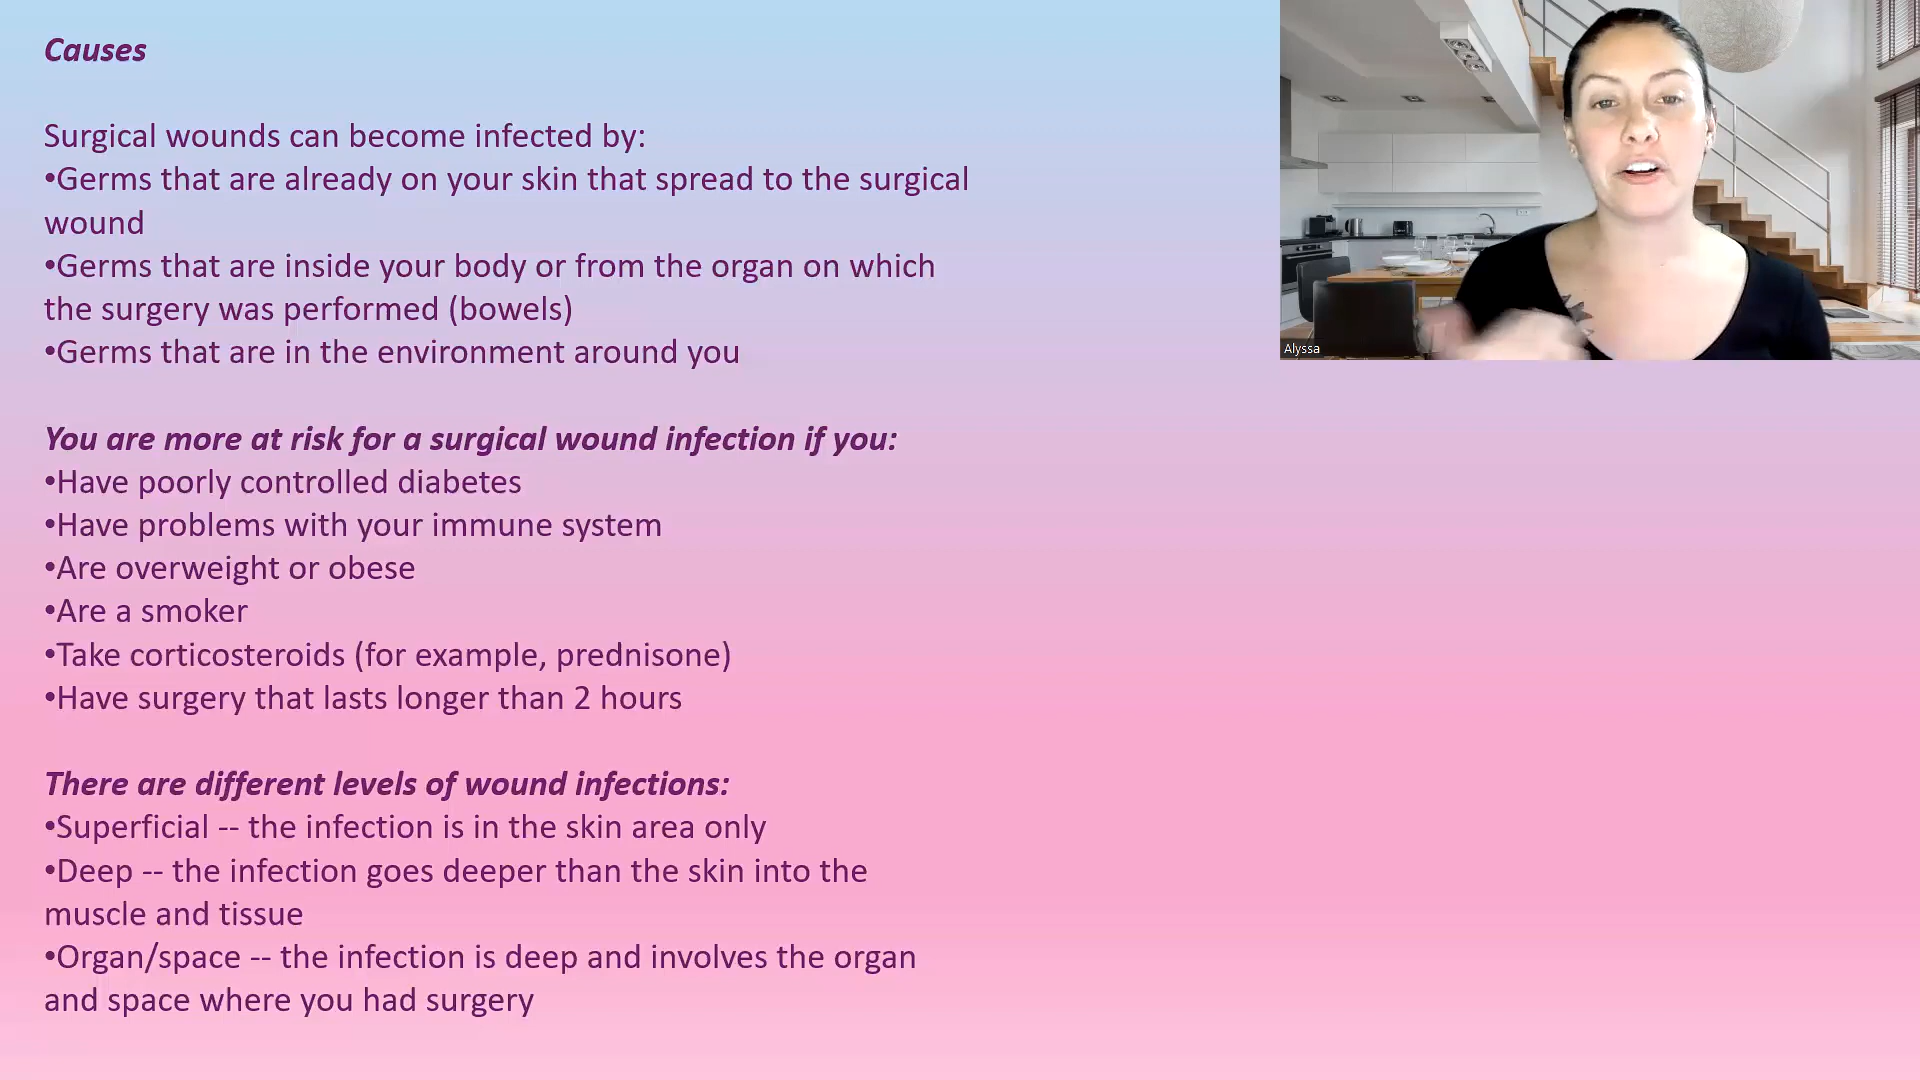 Causes
Surgical wounds can become infected by:
•Germs that are already on your skin that spread to the surgical
wound
•Germs that are inside your body or from the organ on which
the surgery was performed (bowels)
•Germs that are in the environment around you
You are more at risk for a surgical wound infection if you:
•Have poorly controlled diabetes
•Have problems with your immune system
•Are overweight or obese
•Are a smoker
•Take corticosteroids (for example, prednisone)
•Have surgery that lasts longer than 2 hours
There are different levels of wound infections:
•Superficial -- the infection is in the skin area only
•Deep -- the infection goes deeper than the skin into the
muscle and tissue
•Organ/space -- the infection is deep and involves the organ
and space where you had surgery
Alyssa